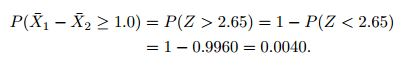 P(X̄₁ − X̄₂ ≥ 1.0) = P(Z > 2.65) = 1 − P(Z < 2.65)
= 1 − 0.9960 = 0.0040.